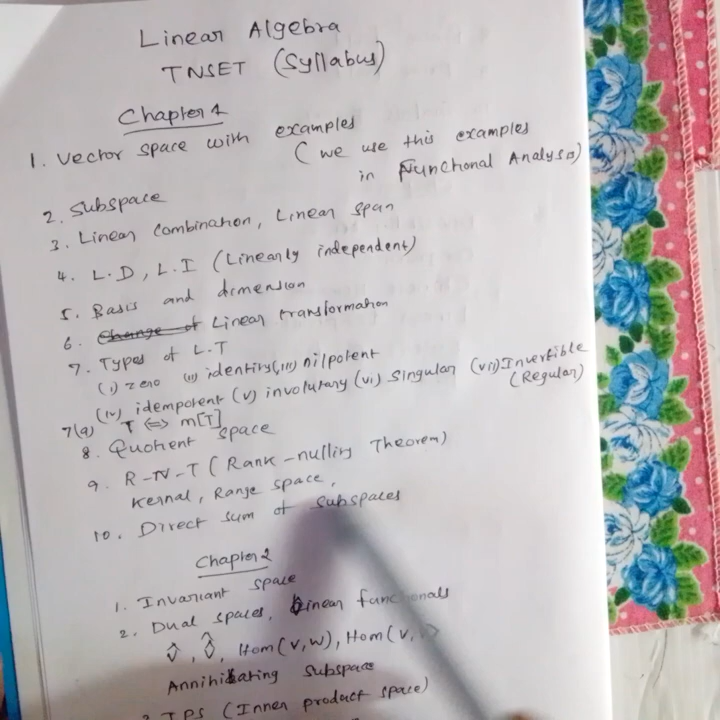 Linear Algebra
TNSET (Syllabus)
Chapter 1
1. Vector space with examples
(we use this examples
in Functional Analysis)
2. Subspace
3. Linear Combination, Linear span
4. L.D, L.I (Linearly independent)
5. Basis and dimension
6. Change of Linear transformation
7. Types of L.T
(i) zero (ii) identity (iii) nilpotent
(iv) idempotent (v) involutary (vi) Singular (vii) Invertible
(Regular)
7(a) T ⇔ m[T]
8. Quotient space
9. R-N-T (Rank-nullity Theorem)
Kernal, Range space,
10. Direct sum of subspaces
Chapter 2
1. Invariant space
2. Dual spaces, Linear functionals
v̂, v̂̂, Hom(V,W), Hom(V,
Annihilating Subspace
3 IPS (Inner product space)